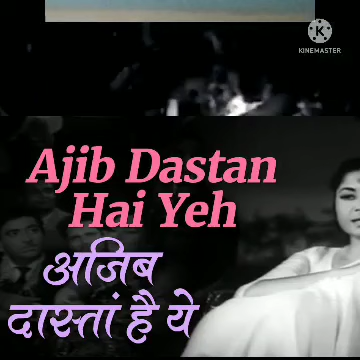 K
KINEMASTER
Ajib Dastan
Hai Yeh
अजिब
दास्तां है ये